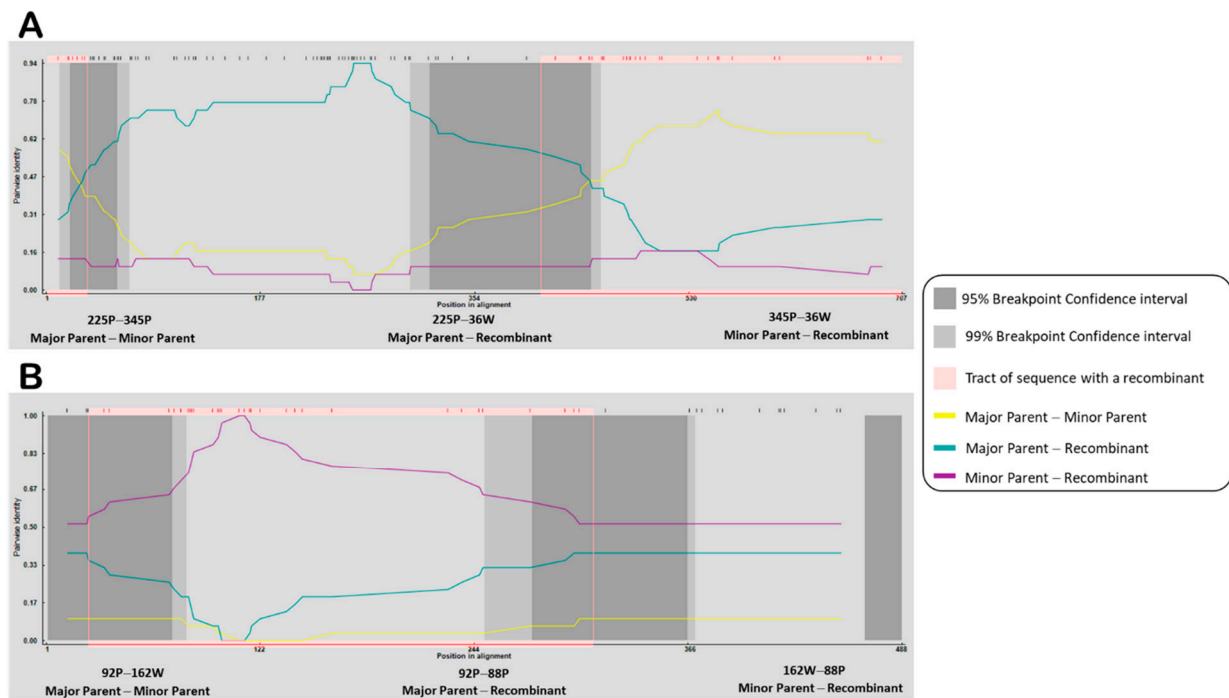 A
0.94
0.78
0.62
0.47
0.31
0.16
0.00
Pairwise identity
1 177 354 530 707
Position in alignment
225P–345P 225P–36W 345P–36W
Major Parent – Minor Parent Major Parent – Recombinant Minor Parent – Recombinant
B
1.00
0.83
0.67
0.50
0.33
0.17
0.00
Pairwise identity
1 122 244 366 488
Position in alignment
92P–162W 92P–88P 162W–88P
Major Parent – Minor Parent Major Parent – Recombinant Minor Parent – Recombinant
95% Breakpoint Confidence interval
99% Breakpoint Confidence interval
Tract of sequence with a recombinant
Major Parent – Minor Parent
Major Parent – Recombinant
Minor Parent – Recombinant